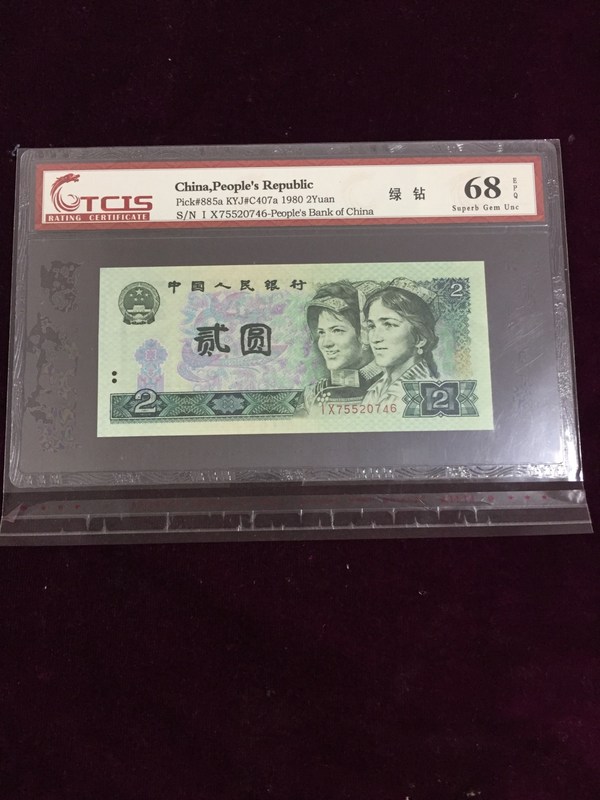 TCIS
RATING CERTIFICATE
China,People's Republic
Pick#885a KYJ#C407a 1980 2Yuan
S/N I X75520746-People's Bank of China
绿 钻
68
EPQ
Superb Gem Unc
中国人民银行
2
贰圆
2
IX75520746
2